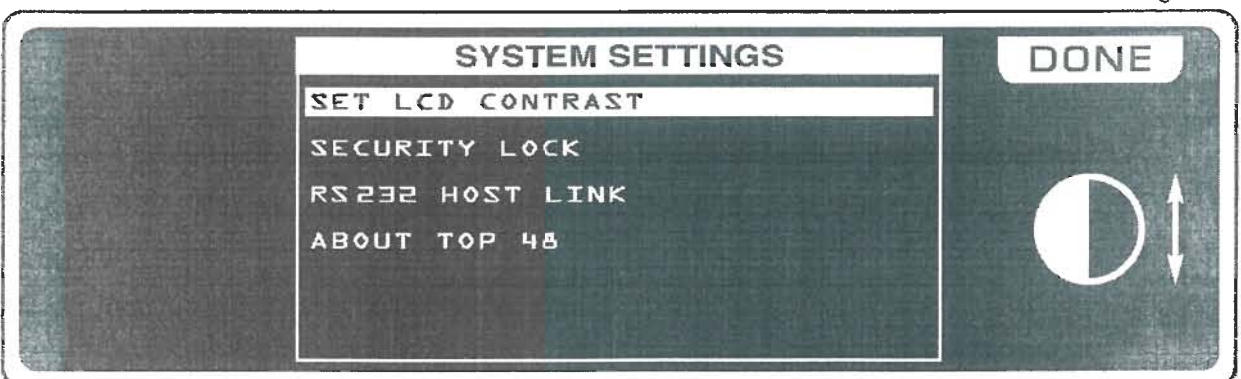 SYSTEM SETTINGS
DONE
SET LCD CONTRAST
SECURITY LOCK
RS232 HOST LINK
ABOUT TOP 48